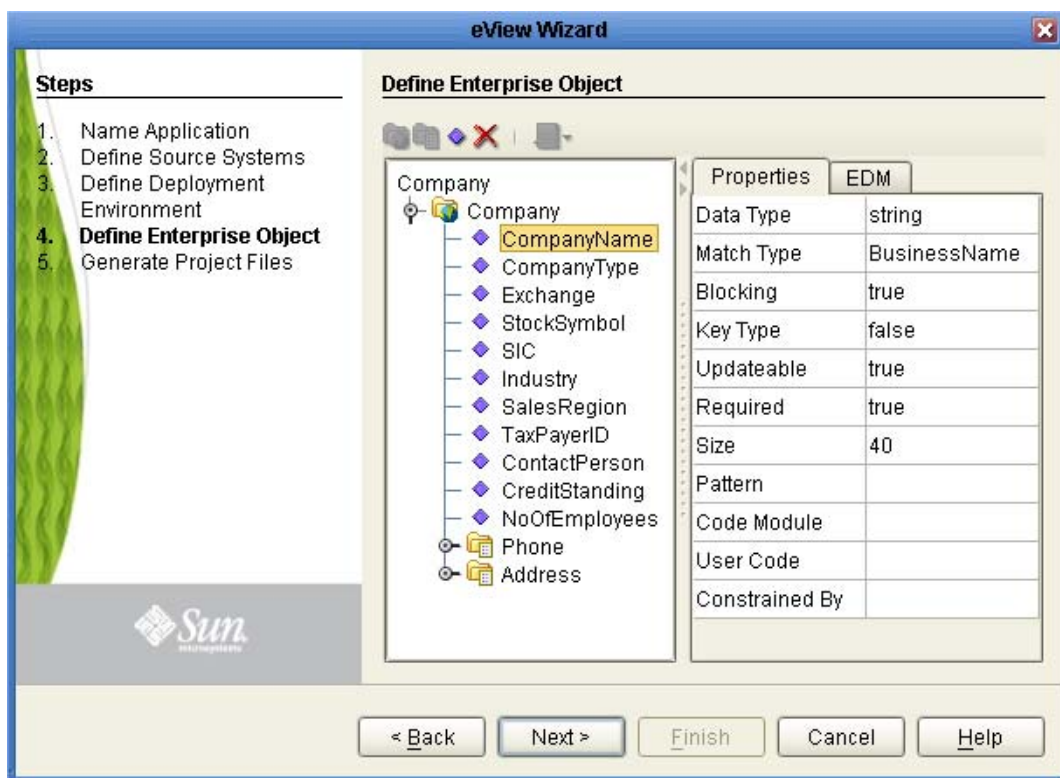 eView Wizard
Steps
1. Name Application
2. Define Source Systems
3. Define Deployment
Environment
4. Define Enterprise Object
5. Generate Project Files
Sun
microsystems
Define Enterprise Object
Company
Company
CompanyName
CompanyType
Exchange
StockSymbol
SIC
Industry
SalesRegion
TaxPayerID
ContactPerson
CreditStanding
NoOfEmployees
Phone
Address
Properties EDM
Data Type string
Match Type BusinessName
Blocking true
Key Type false
Updateable true
Required true
Size 40
Pattern
Code Module
User Code
Constrained By
< Back Next > Finish Cancel Help